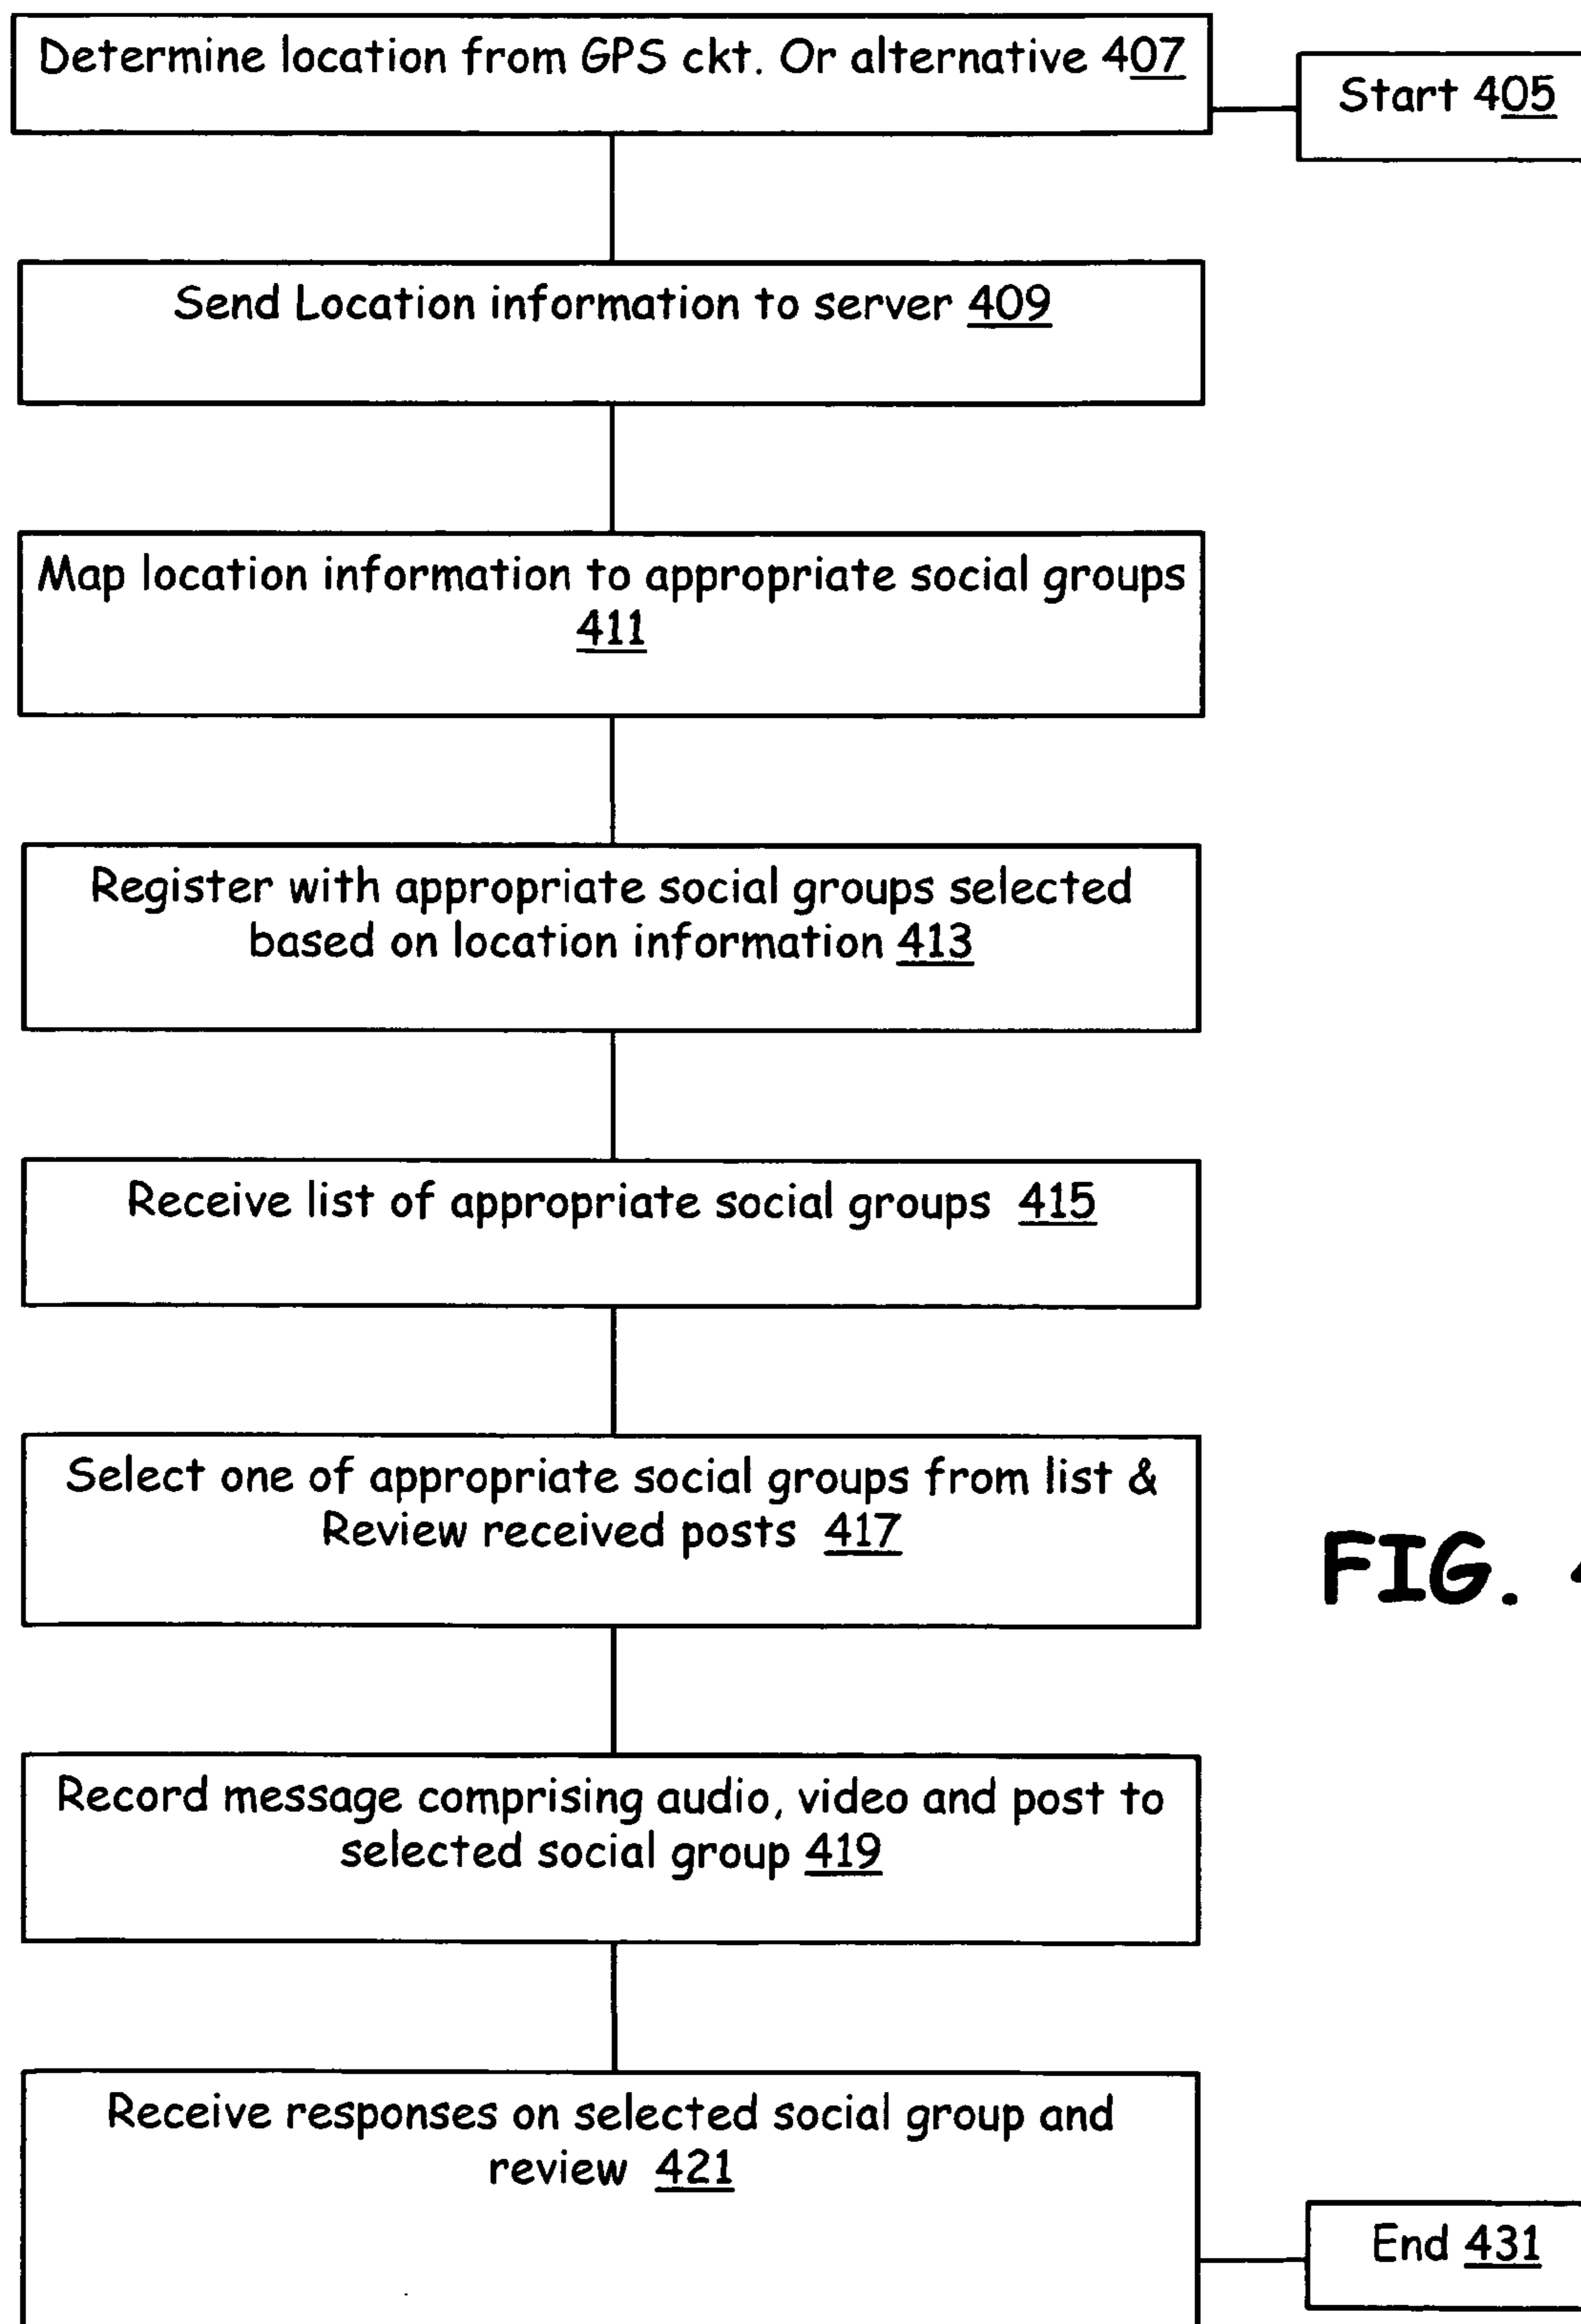 Determine location from GPS ckt. Or alternative 407
Start 405
Send Location information to server 409
Map location information to appropriate social groups
411
Register with appropriate social groups selected
based on location information 413
Receive list of appropriate social groups 415
Select one of appropriate social groups from list &
Review received posts 417
FIG.
Record message comprising audio, video and post to
selected social group 419
Receive responses on selected social group and
review 421
End 431